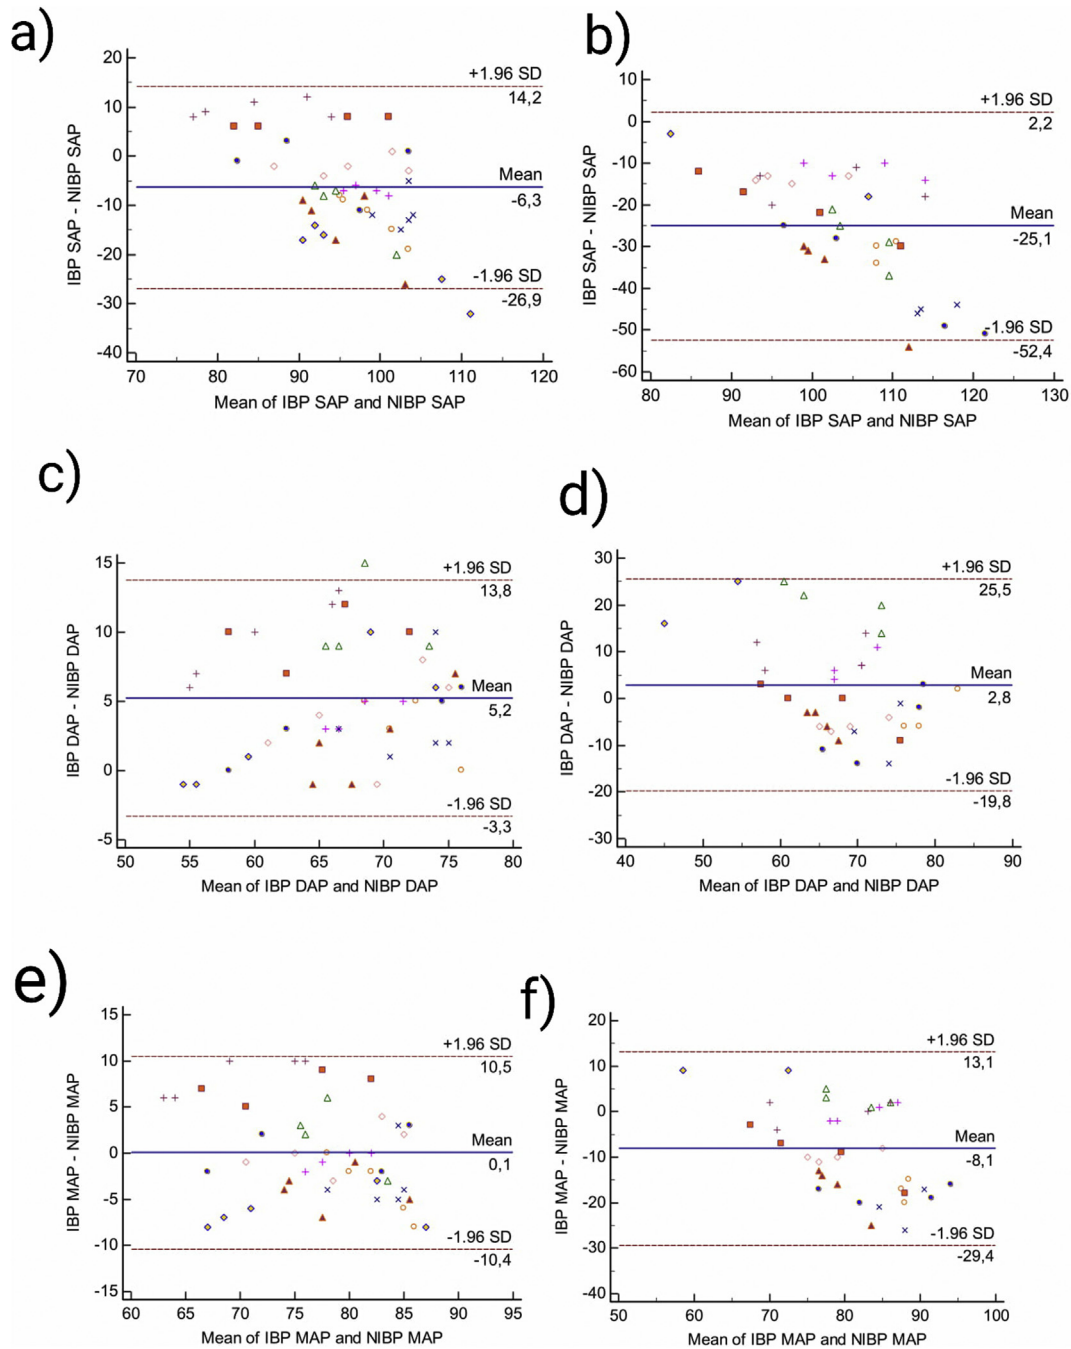 a)
20
+1.96 SD
14,2
10
0
Mean
-6,3
-10
-20
-1.96 SD
-26,9
-30
-40
70 80 90 100 110 120
IBP SAP - NIBP SAP
Mean of IBP SAP and NIBP SAP
b)
10
+1.96 SD
2,2
0
-10
-20
Mean
-25,1
-30
-40
-50
-1.96 SD
-52,4
-60
80 90 100 110 120 130
IBP SAP - NIBP SAP
Mean of IBP SAP and NIBP SAP
c)
15
+1.96 SD
13,8
10
Mean
5
5,2
0
-1.96 SD
-3,3
-5
50 55 60 65 70 75 80
IBP DAP - NIBP DAP
Mean of IBP DAP and NIBP DAP
d)
30
+1.96 SD
25,5
20
10
Mean
2,8
0
-10
-1.96 SD
-20
-19,8
-30
40 50 60 70 80 90
IBP DAP - NIBP DAP
Mean of IBP DAP and NIBP DAP
e)
15
+1.96 SD
10
10,5
5
Mean
0
0,1
-5
-1.96 SD
-10
-10,4
-15
60 65 70 75 80 85 90 95
IBP MAP - NIBP MAP
Mean of IBP MAP and NIBP MAP
f)
20
+1.96 SD
13,1
10
0
Mean
-8,1
-10
-20
-1.96 SD
-29,4
-30
-40
50 60 70 80 90 100
IBP MAP - NIBP MAP
Mean of IBP MAP and NIBP MAP